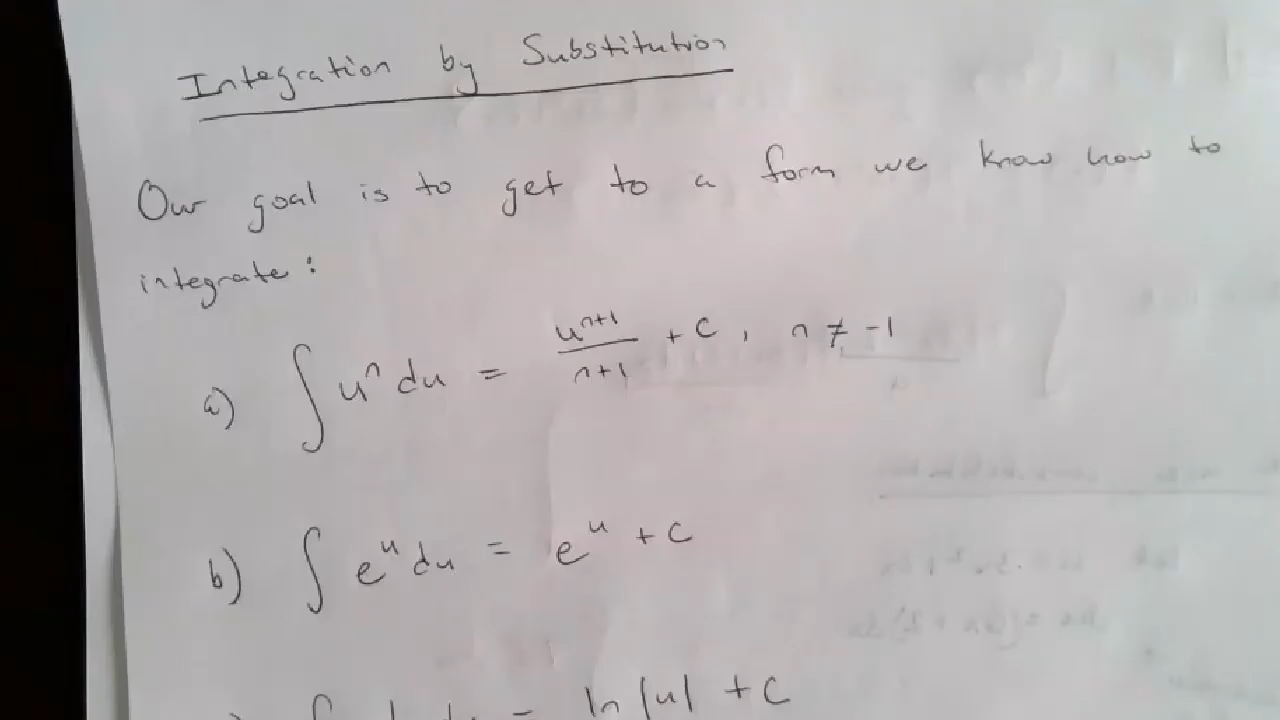 Integration by Substitution
Our goal is to get to a form we know how to
integrate:
a) ∫ uⁿ du = uⁿ⁺¹/n+1 + C, n ≠ -1
b) ∫ eᵘ du = eᵘ + C
= ln |u| + C